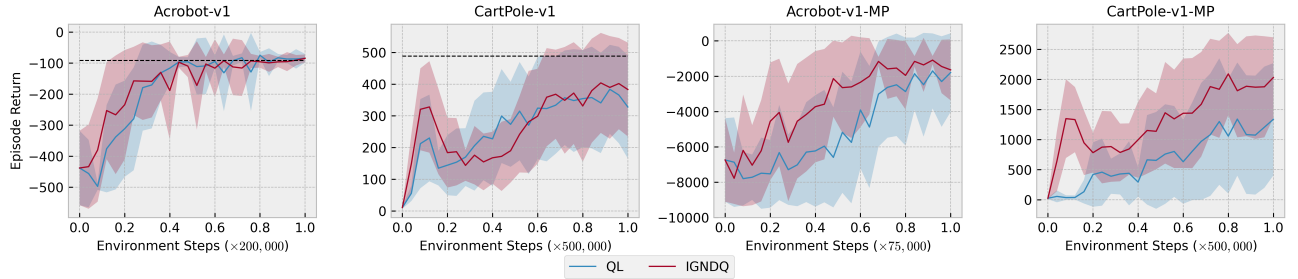 Acrobot-v1
CartPole-v1
Acrobot-v1-MP
CartPole-v1-MP
Episode Return
0
−100
−200
−300
−400
−500
0.0 0.2 0.4 0.6 0.8 1.0
Environment Steps (×200,000)
500
400
300
200
100
0
0.0 0.2 0.4 0.6 0.8 1.0
Environment Steps (×500,000)
0
−2000
−4000
−6000
−8000
−10000
0.0 0.2 0.4 0.6 0.8 1.0
Environment Steps (×75,000)
2500
2000
1500
1000
500
0
0.0 0.2 0.4 0.6 0.8 1.0
Environment Steps (×500,000)
QL IGNDQ